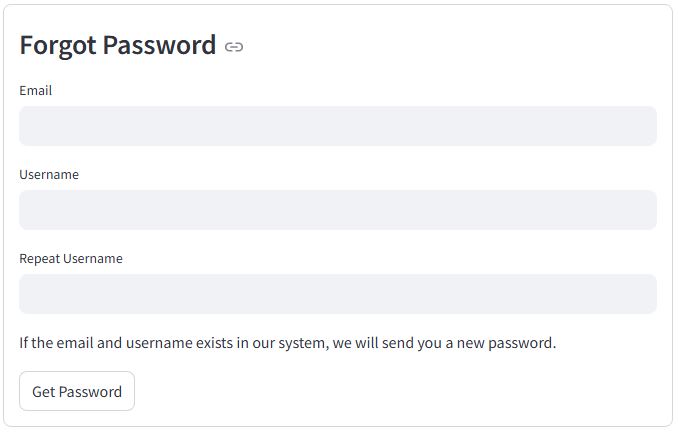 Forgot Password
Email
Username
Repeat Username
If the email and username exists in our system, we will send you a new password.
Get Password